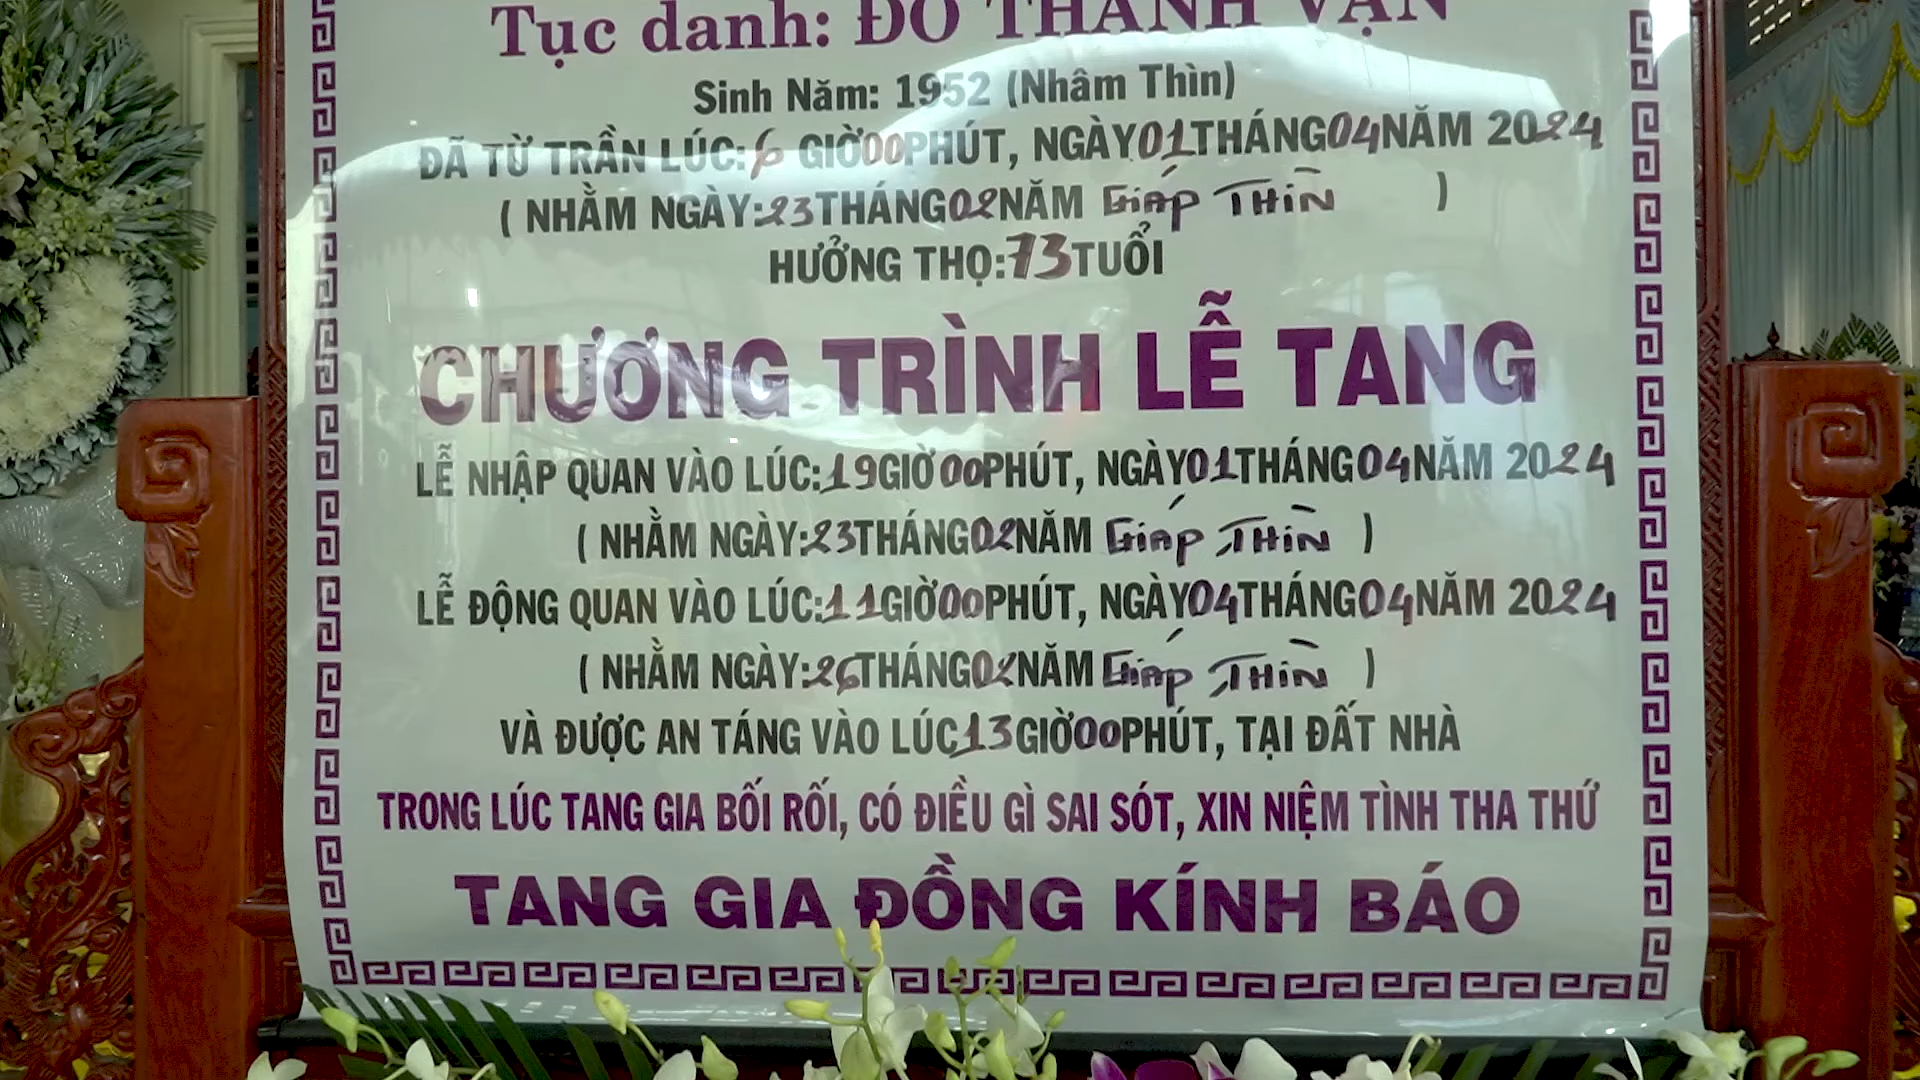 Tục danh: ĐỖ THÀNH VẠN
Sinh Năm: 1952 (Nhâm Thìn)
ĐÃ TỪ TRẦN LÚC: 6 GIỜ 00 PHÚT, NGÀY 01 THÁNG 04 NĂM 2024
( NHẰM NGÀY: 23 THÁNG 02 NĂM Giáp Thìn )
HƯỞNG THỌ: 73 TUỔI
CHƯƠNG TRÌNH LỄ TANG
LỄ NHẬP QUAN VÀO LÚC: 19 GIỜ 00 PHÚT, NGÀY 01 THÁNG 04 NĂM 2024
( NHẰM NGÀY: 23 THÁNG 02 NĂM Giáp Thìn )
LỄ ĐỘNG QUAN VÀO LÚC: 11 GIỜ 00 PHÚT, NGÀY 04 THÁNG 04 NĂM 2024
( NHẰM NGÀY: 26 THÁNG 02 NĂM Giáp Thìn )
VÀ ĐƯỢC AN TÁNG VÀO LÚC 13 GIỜ 00 PHÚT, TẠI ĐẤT NHÀ
TRONG LÚC TANG GIA BỐI RỐI, CÓ ĐIỀU GÌ SAI SÓT, XIN NIỆM TÌNH THA THỨ
TANG GIA ĐỒNG KÍNH BÁO